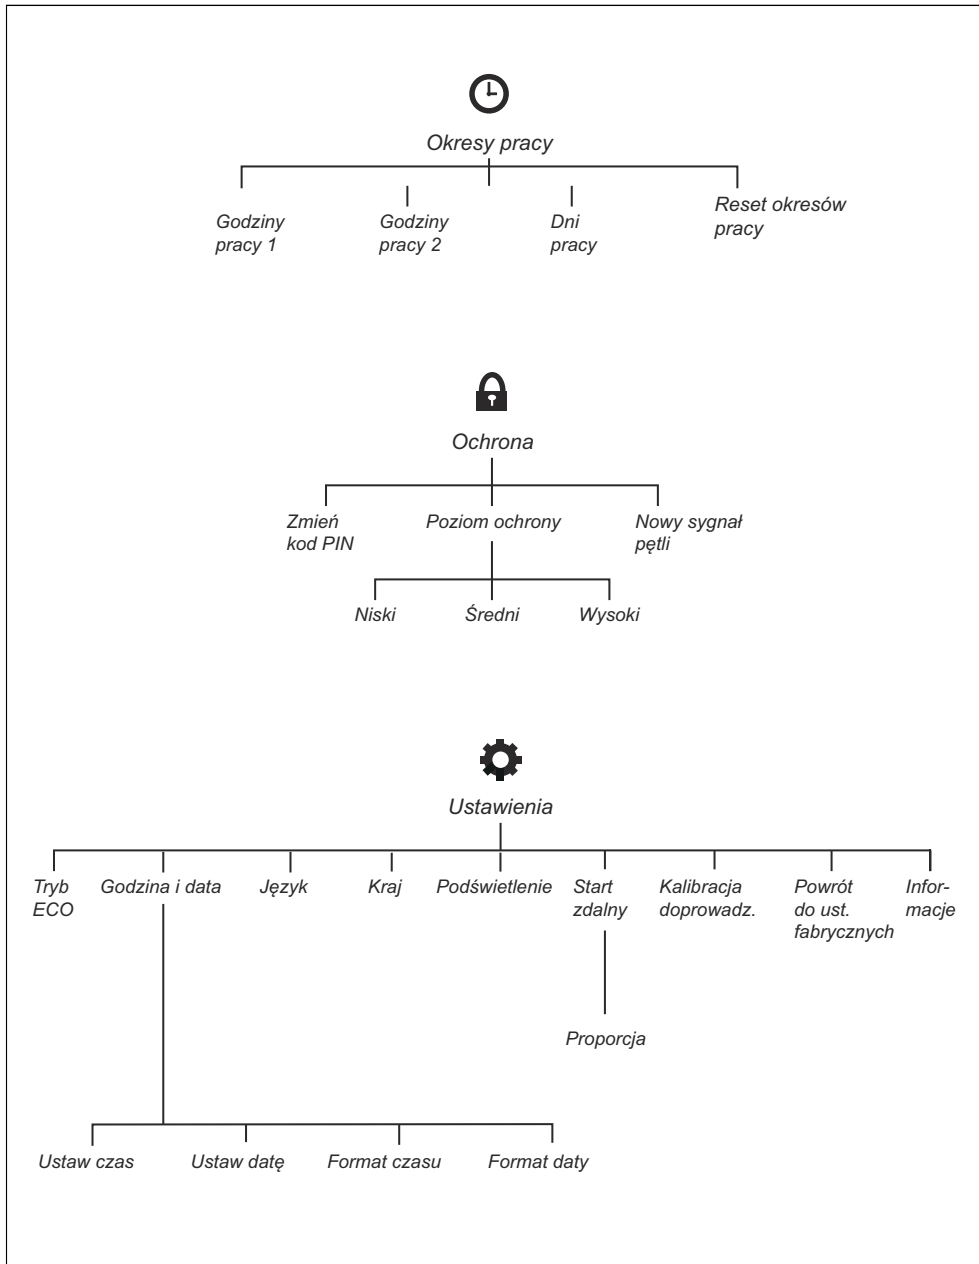 Okresy pracy
Godziny
pracy 1
Godziny
pracy 2
Dni
pracy
Reset okresów
pracy
Ochrona
Zmień
kod PIN
Poziom ochrony
Nowy sygnał
pętli
Niski
Średni
Wysoki
Ustawienia
Tryb
ECO
Godzina i data
Język
Kraj
Podświetlenie
Start
zdalny
Kalibracja
doprowadz.
Powrót
do ust.
fabrycznych
Infor-
macje
Proporcja
Ustaw czas
Ustaw datę
Format czasu
Format daty